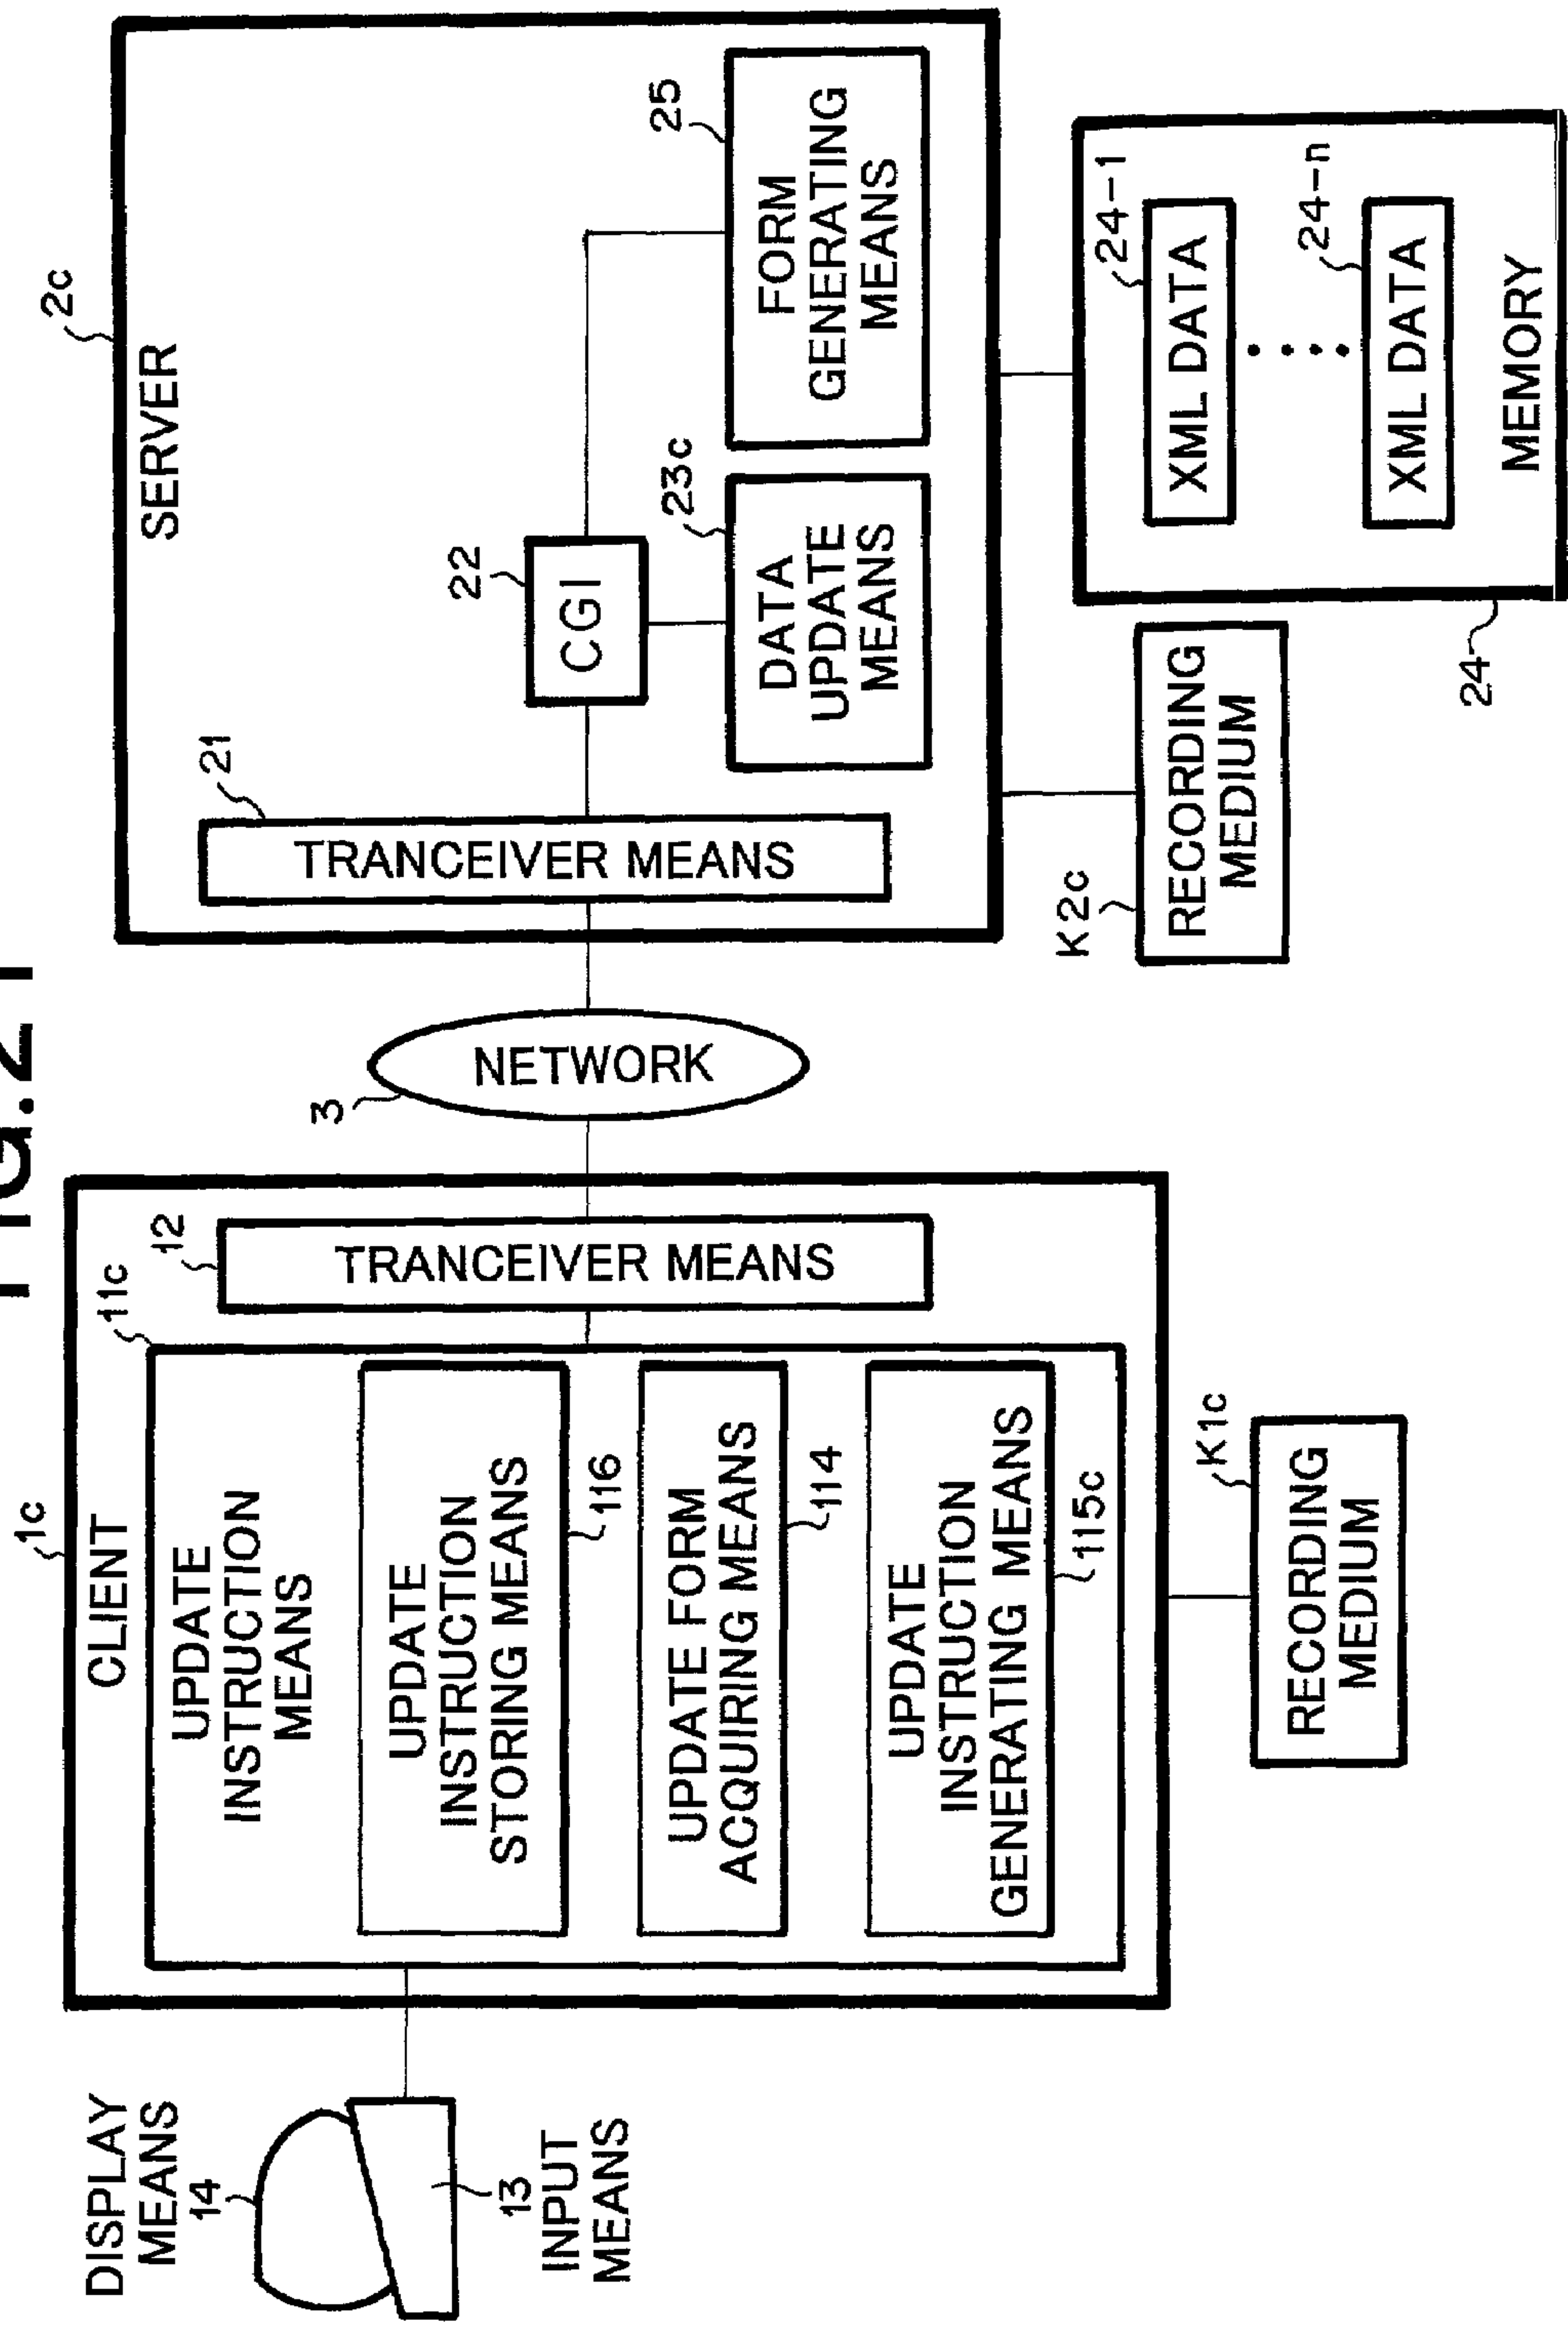 FIG.21
DISPLAY
MEANS
14
13
INPUT
MEANS
1c
CLIENT
11c
UPDATE
INSTRUCTION
MEANS
UPDATE
INSTRUCTION
STORING MEANS
116
UPDATE FORM
ACQUIRING MEANS
114
UPDATE
INSTRUCTION
GENERATING MEANS
115c
12
TRANCEIVER MEANS
K1c
RECORDING
MEDIUM
3
NETWORK
2c
SERVER
21
TRANCEIVER MEANS
22
CGI
23c
DATA
UPDATE
MEANS
25
FORM
GENERATING
MEANS
K2c
RECORDING
MEDIUM
24
24-1
XML DATA
24-n
XML DATA
MEMORY